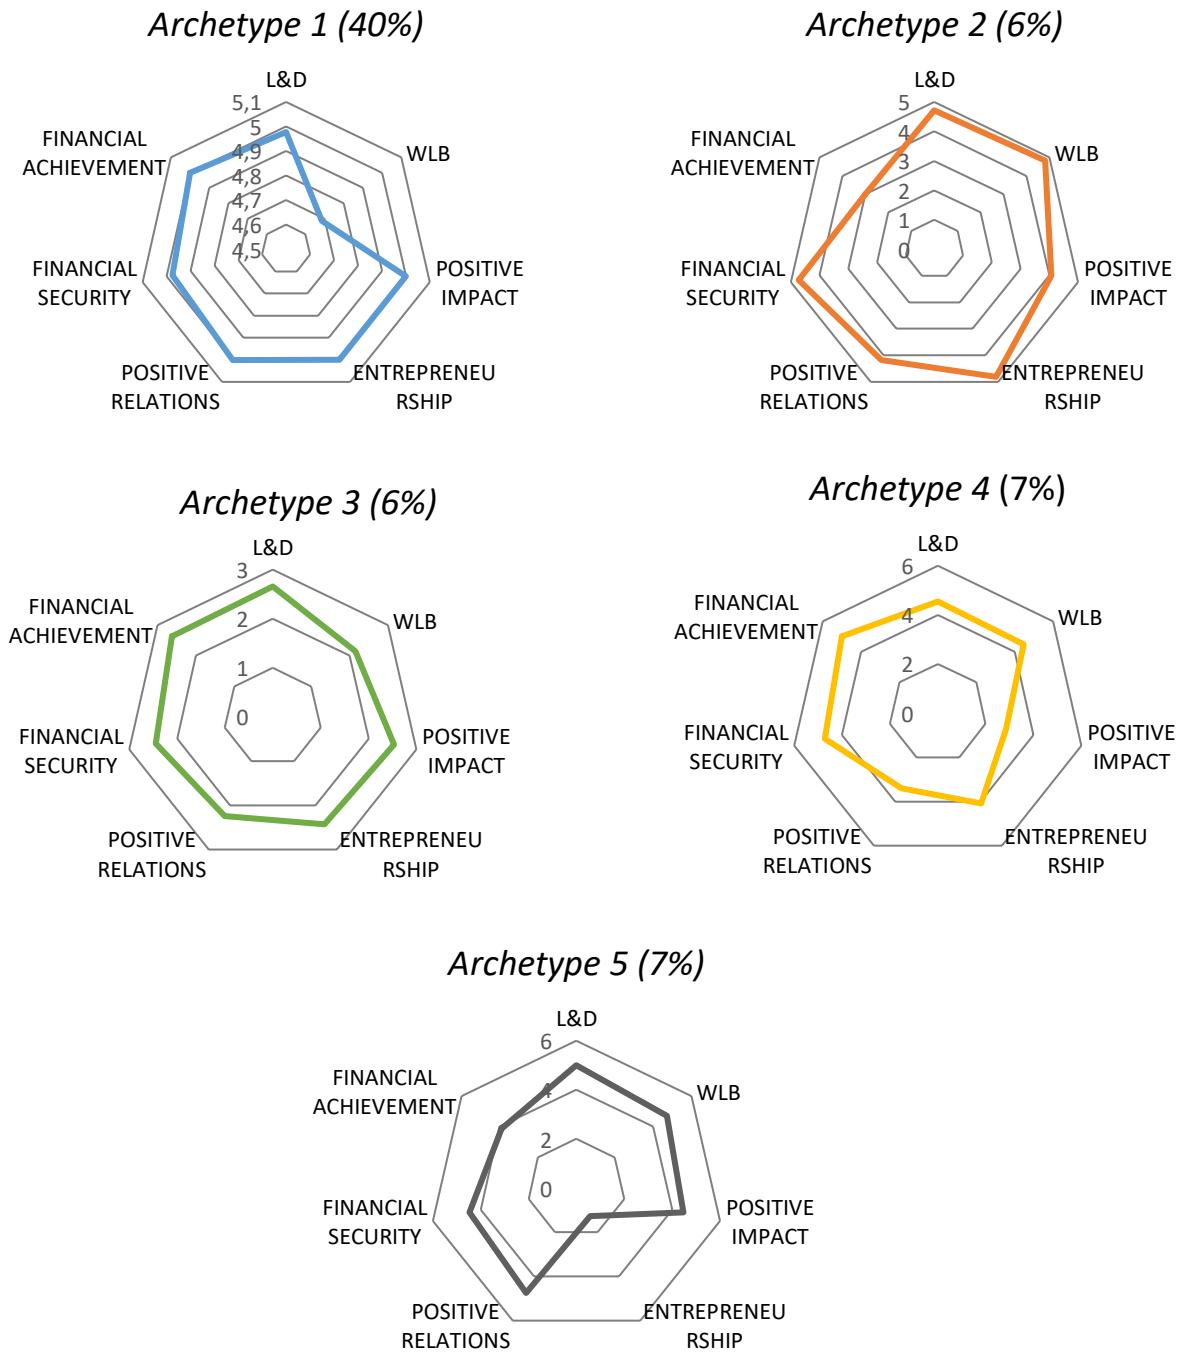 Archetype 1 (40%)
L&D
5,1
5
4,9
4,8
4,7
4,6
4,5
WLB
POSITIVE
IMPACT
ENTREPRENEU
RSHIP
POSITIVE
RELATIONS
FINANCIAL
SECURITY
FINANCIAL
ACHIEVEMENT
Archetype 2 (6%)
L&D
5
4
3
2
1
0
WLB
POSITIVE
IMPACT
ENTREPRENEU
RSHIP
POSITIVE
RELATIONS
FINANCIAL
SECURITY
FINANCIAL
ACHIEVEMENT
Archetype 3 (6%)
L&D
3
2
1
0
WLB
POSITIVE
IMPACT
ENTREPRENEU
RSHIP
POSITIVE
RELATIONS
FINANCIAL
SECURITY
FINANCIAL
ACHIEVEMENT
Archetype 4 (7%)
L&D
6
4
2
0
WLB
POSITIVE
IMPACT
ENTREPRENEU
RSHIP
POSITIVE
RELATIONS
FINANCIAL
SECURITY
FINANCIAL
ACHIEVEMENT
Archetype 5 (7%)
L&D
6
4
2
0
WLB
POSITIVE
IMPACT
ENTREPRENEU
RSHIP
POSITIVE
RELATIONS
FINANCIAL
SECURITY
FINANCIAL
ACHIEVEMENT